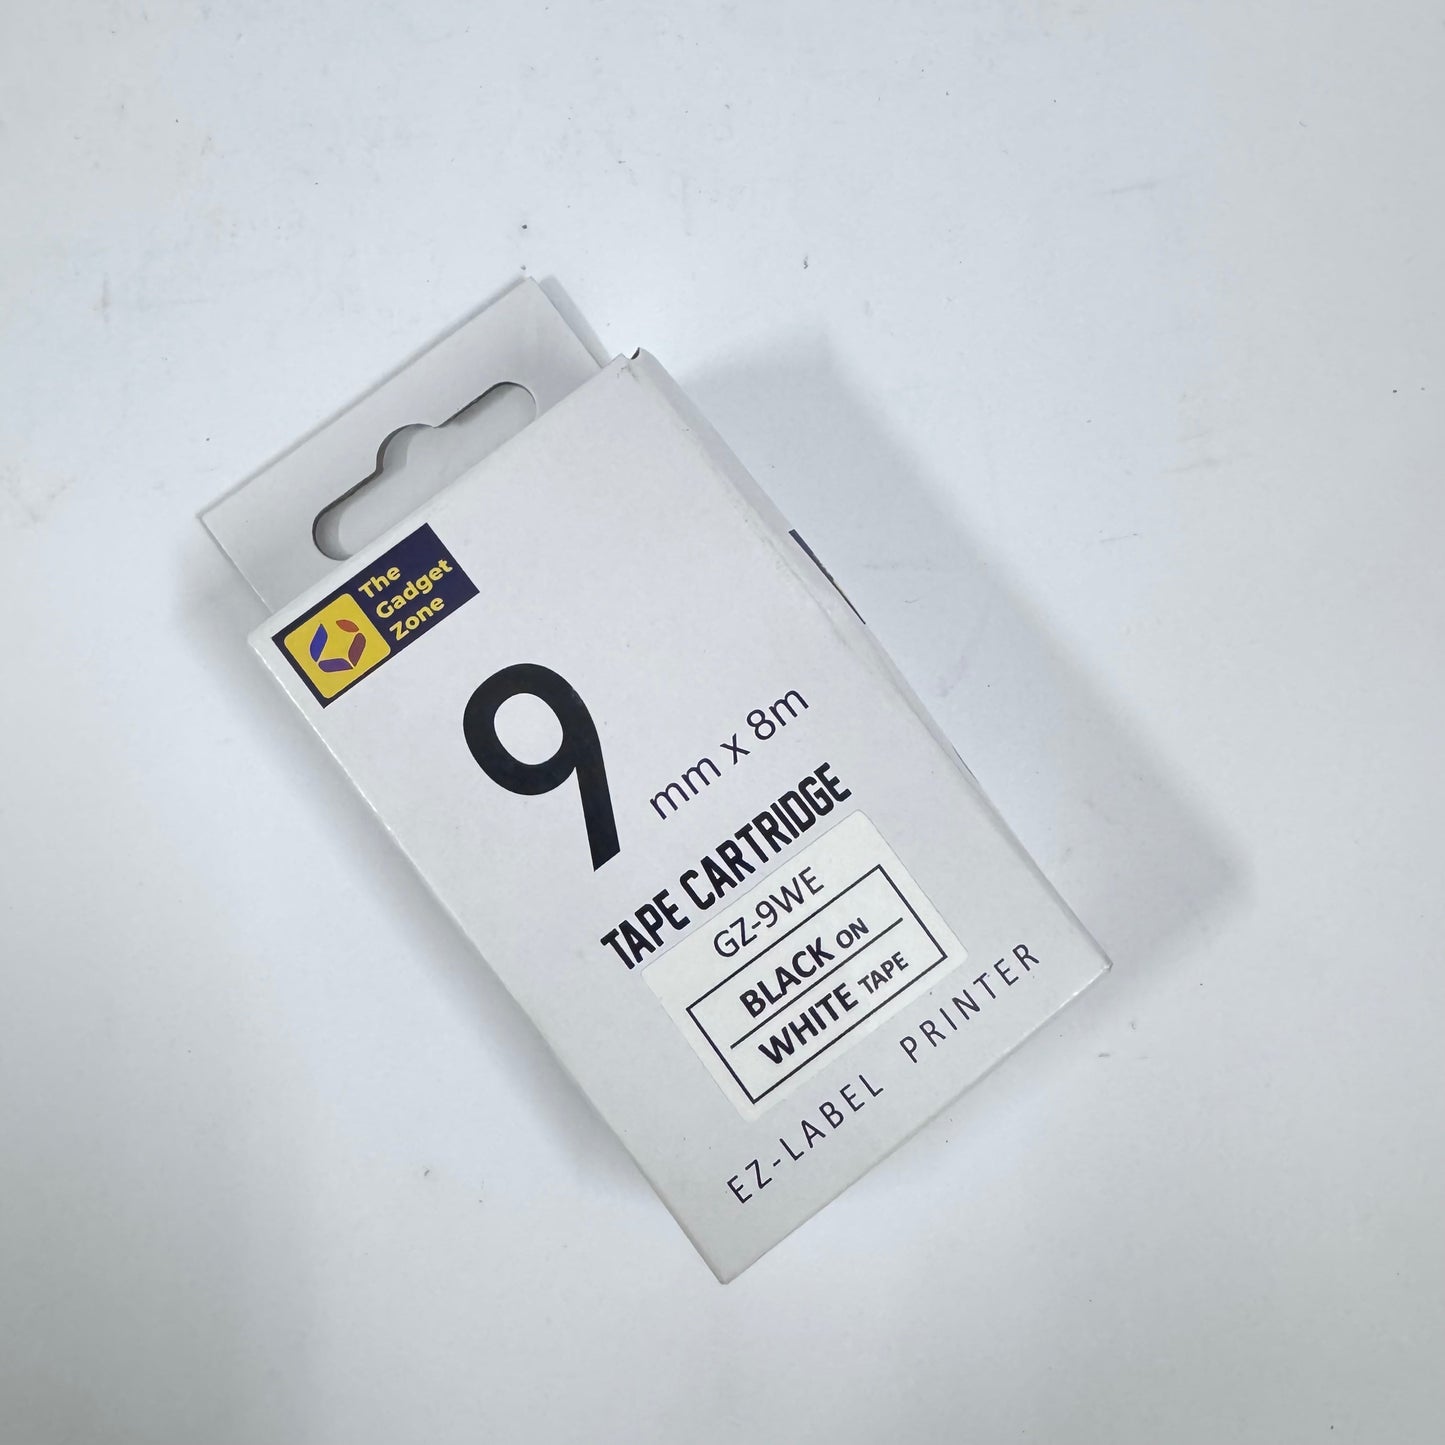 The
Gadget
Zone
9 mm x 8m
TAPE CARTRIDGE
GZ-9WE
BLACK ON
WHITE TAPE
EZ-LABEL PRINTER